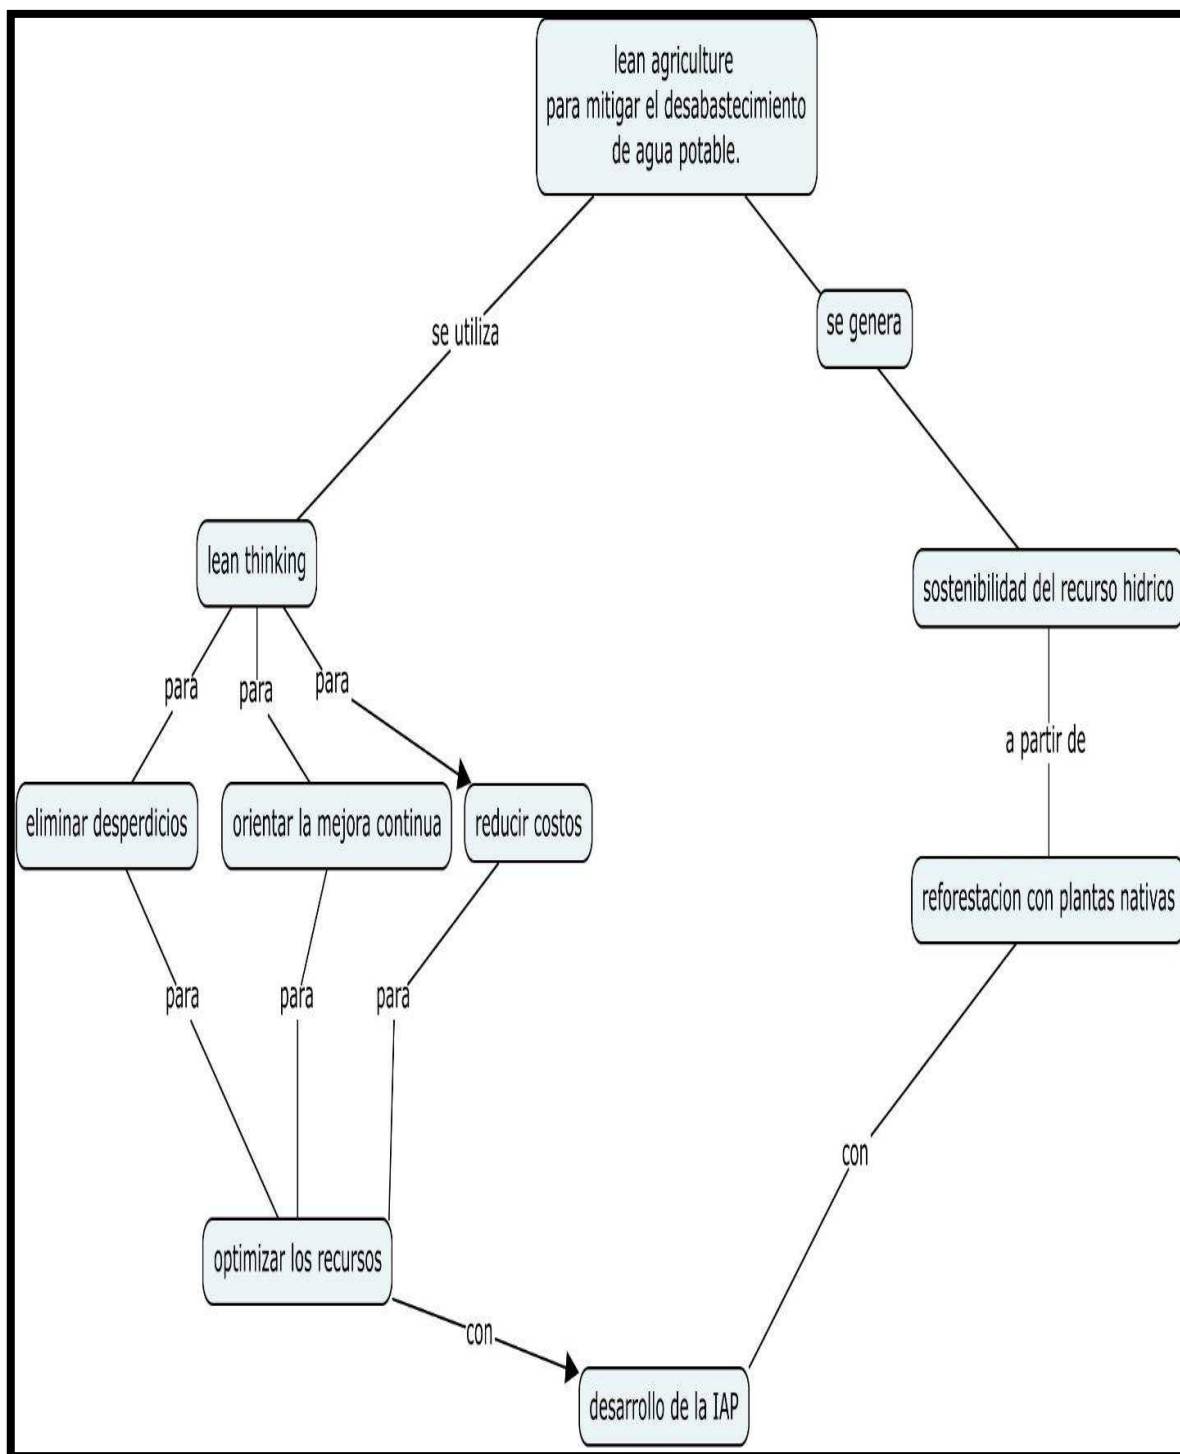 lean agriculture
para mitigar el desabastecimiento
de agua potable.
se genera
se utiliza
lean thinking
sostenibilidad del recurso hidrico
para
para
para
a partir de
eliminar desperdicios
orientar la mejora continua
reducir costos
reforestacion con plantas nativas
para
para
para
con
optimizar los recursos
con
desarrollo de la IAP